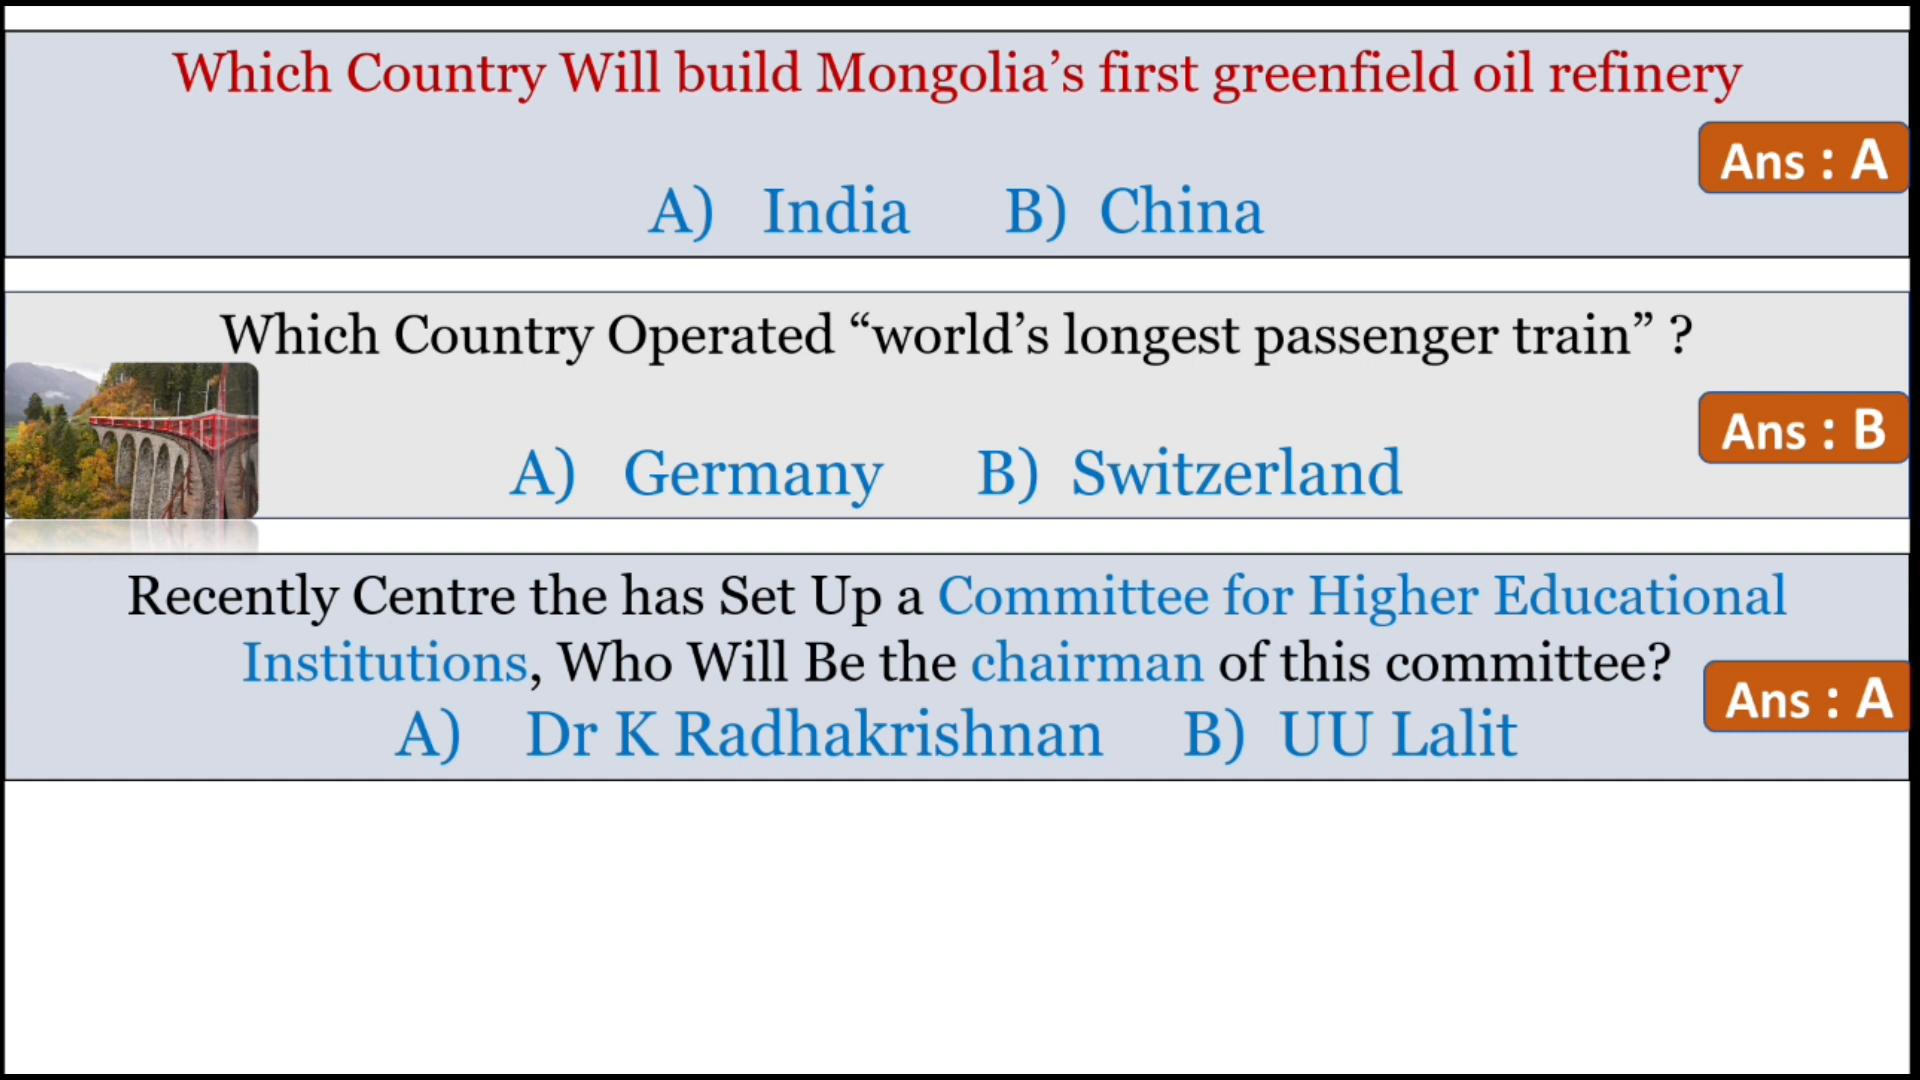 Which Country Will build Mongolia’s first greenfield oil refinery
Ans : A
A) India B) China
Which Country Operated “world’s longest passenger train” ?
Ans : B
A) Germany B) Switzerland
Recently Centre the has Set Up a Committee for Higher Educational
Institutions, Who Will Be the chairman of this committee?
Ans : A
A) Dr K Radhakrishnan B) UU Lalit